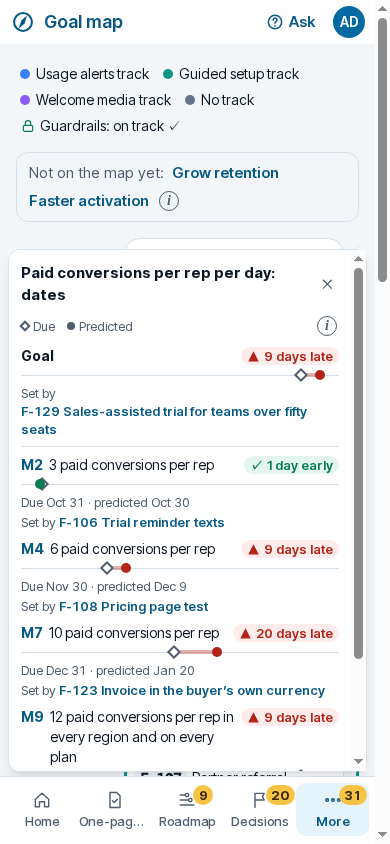 Goal map
Ask
AD
Usage alerts track
Guided setup track
Welcome media track
No track
Guardrails: on track ✓
Not on the map yet: Grow retention
Faster activation
i
Paid conversions per rep per day:
dates
×
Due
Predicted
i
Goal
▲ 9 days late
Set by
F-129 Sales-assisted trial for teams over fifty
seats
M2 3 paid conversions per rep
✓ 1 day early
Due Oct 31 · predicted Oct 30
Set by F-106 Trial reminder texts
M4 6 paid conversions per rep
▲ 9 days late
Due Nov 30 · predicted Dec 9
Set by F-108 Pricing page test
M7 10 paid conversions per rep
▲ 20 days late
Due Dec 31 · predicted Jan 20
Set by F-123 Invoice in the buyer’s own currency
M9 12 paid conversions per rep in
every region and on every
plan
▲ 9 days late
Home
One-pag…
Roadmap
9
Decisions
20
More
31